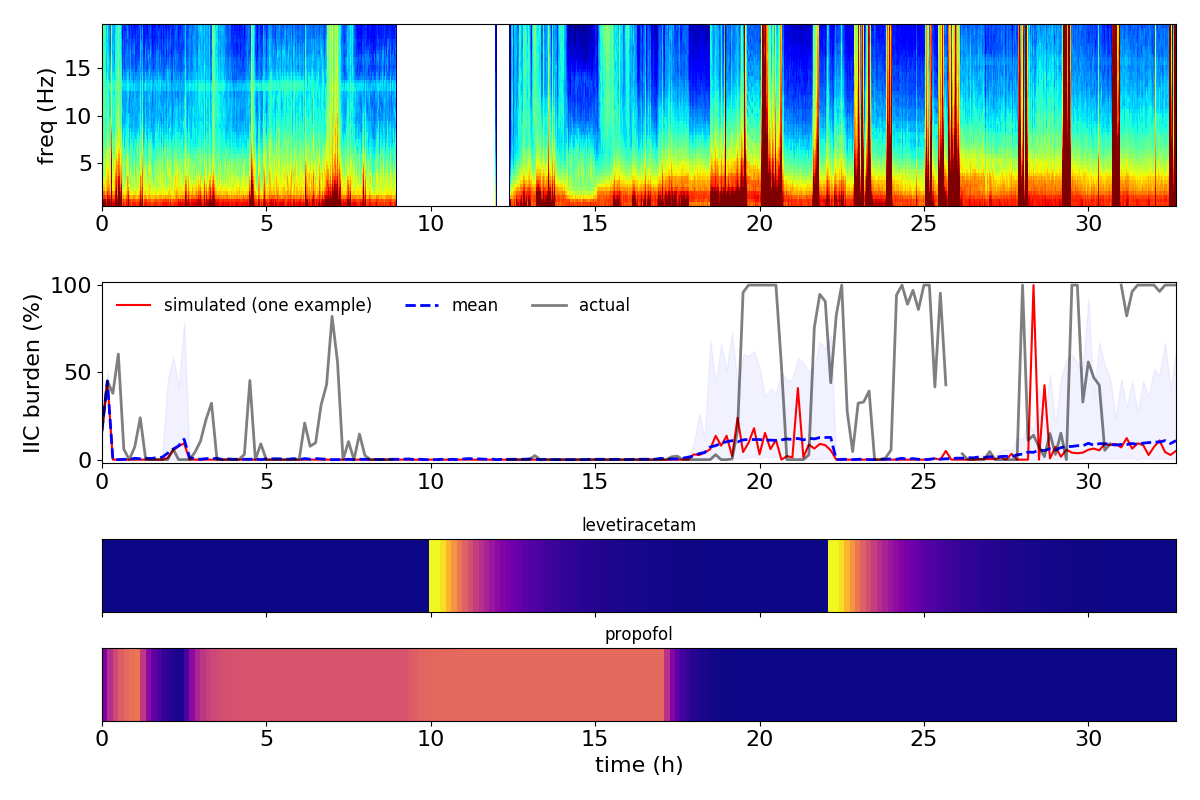 freq (Hz)
15
10
5
0 5 10 15 20 25 30
IIC burden (%)
100
50
0
simulated (one example) mean actual
0 5 10 15 20 25 30
levetiracetam
propofol
0 5 10 15 20 25 30
time (h)